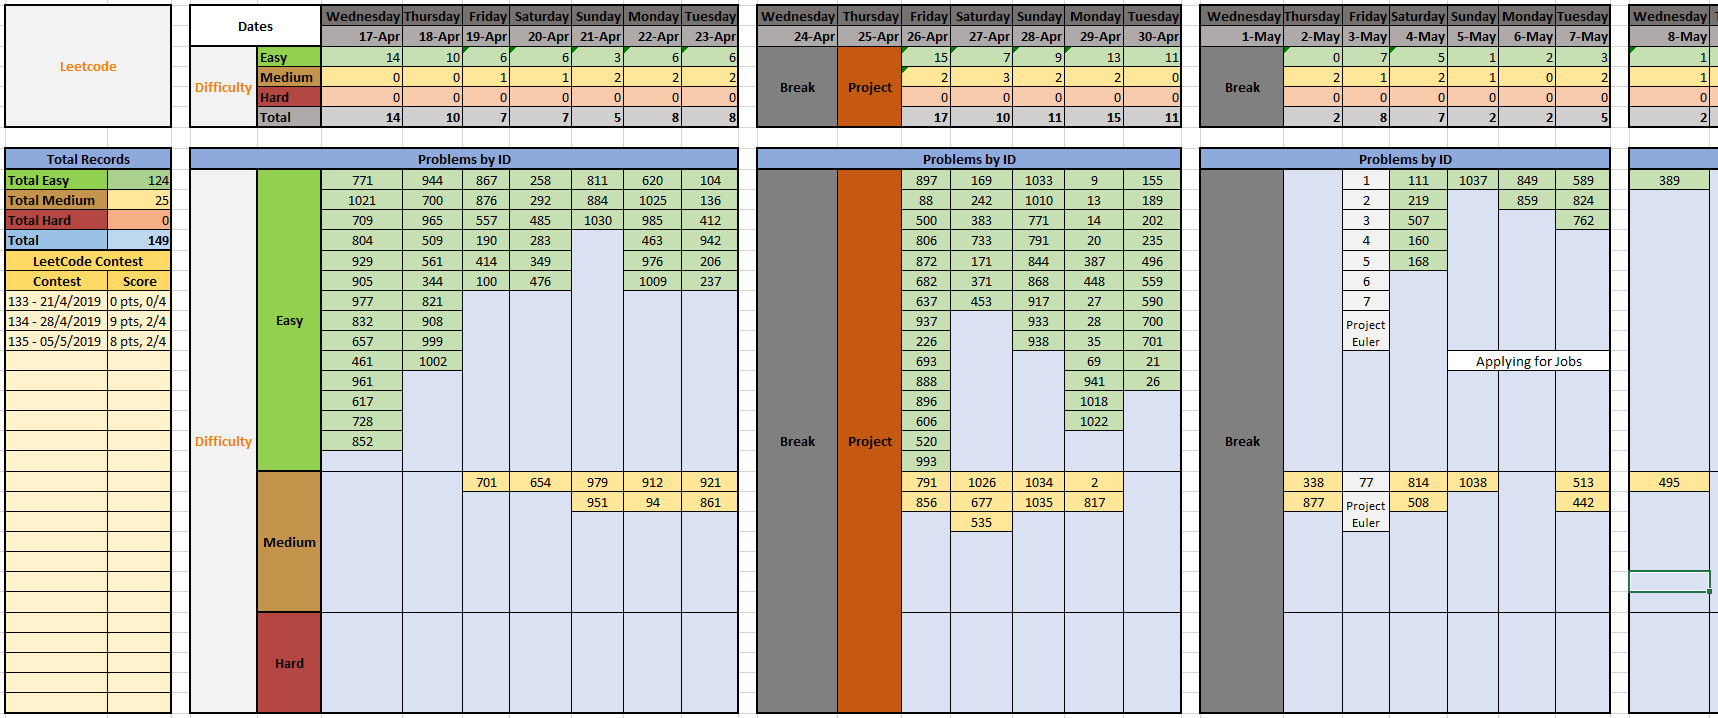 Leetcode
Dates Wednesday Thursday Friday Saturday Sunday Monday Tuesday Wednesday Thursday Friday Saturday Sunday Monday Tuesday Wednesday Thursday Friday Saturday Sunday Monday Tuesday Wednesday
17-Apr 18-Apr 19-Apr 20-Apr 21-Apr 22-Apr 23-Apr 24-Apr 25-Apr 26-Apr 27-Apr 28-Apr 29-Apr 30-Apr 1-May 2-May 3-May 4-May 5-May 6-May 7-May 8-May
Difficulty Break Project Break
Easy 14 10 6 6 3 6 6 15 7 9 13 11 0 7 5 1 2 3 1
Medium 0 0 1 1 2 2 2 2 3 2 2 0 2 1 2 1 0 2 1
Hard 0 0 0 0 0 0 0 0 0 0 0 0 0 0 0 0 0 0 0
Total 14 10 7 7 5 8 8 17 10 11 15 11 2 8 7 2 2 5 2
Total Records Problems by ID Problems by ID Problems by ID
Total Easy 124 771 944 867 258 811 620 104 897 169 1033 9 155 1 111 1037 849 589 389
Total Medium 25 1021 700 876 292 884 1025 136 88 242 1010 13 189 2 219 859 824
Total Hard 0 709 965 557 485 1030 985 412 500 383 771 14 202 3 507 762
Total 149 804 509 190 283 463 942 806 733 791 20 235 4 160
LeetCode Contest 929 561 414 349 976 206 872 171 844 387 496 5 168
Contest Score 905 344 100 476 1009 237 682 371 868 448 559 6
133 - 21/4/2019 0 pts, 0/4 977 821 637 453 917 27 590 7
134 - 28/4/2019 9 pts, 2/4 Easy 832 908 937 933 28 700 Project
135 - 05/5/2019 8 pts, 2/4 657 999 226 938 35 701 Euler
461 1002 693 69 21 Applying for Jobs
961 888 941 26
617 896 1018
728 606 1022
Difficulty 852 Break Project 520 Break
993
701 654 979 912 921 791 1026 1034 2 338 77 814 1038 513 495
951 94 861 856 677 1035 817 877 Project 508 442
535 Euler
Medium
Hard